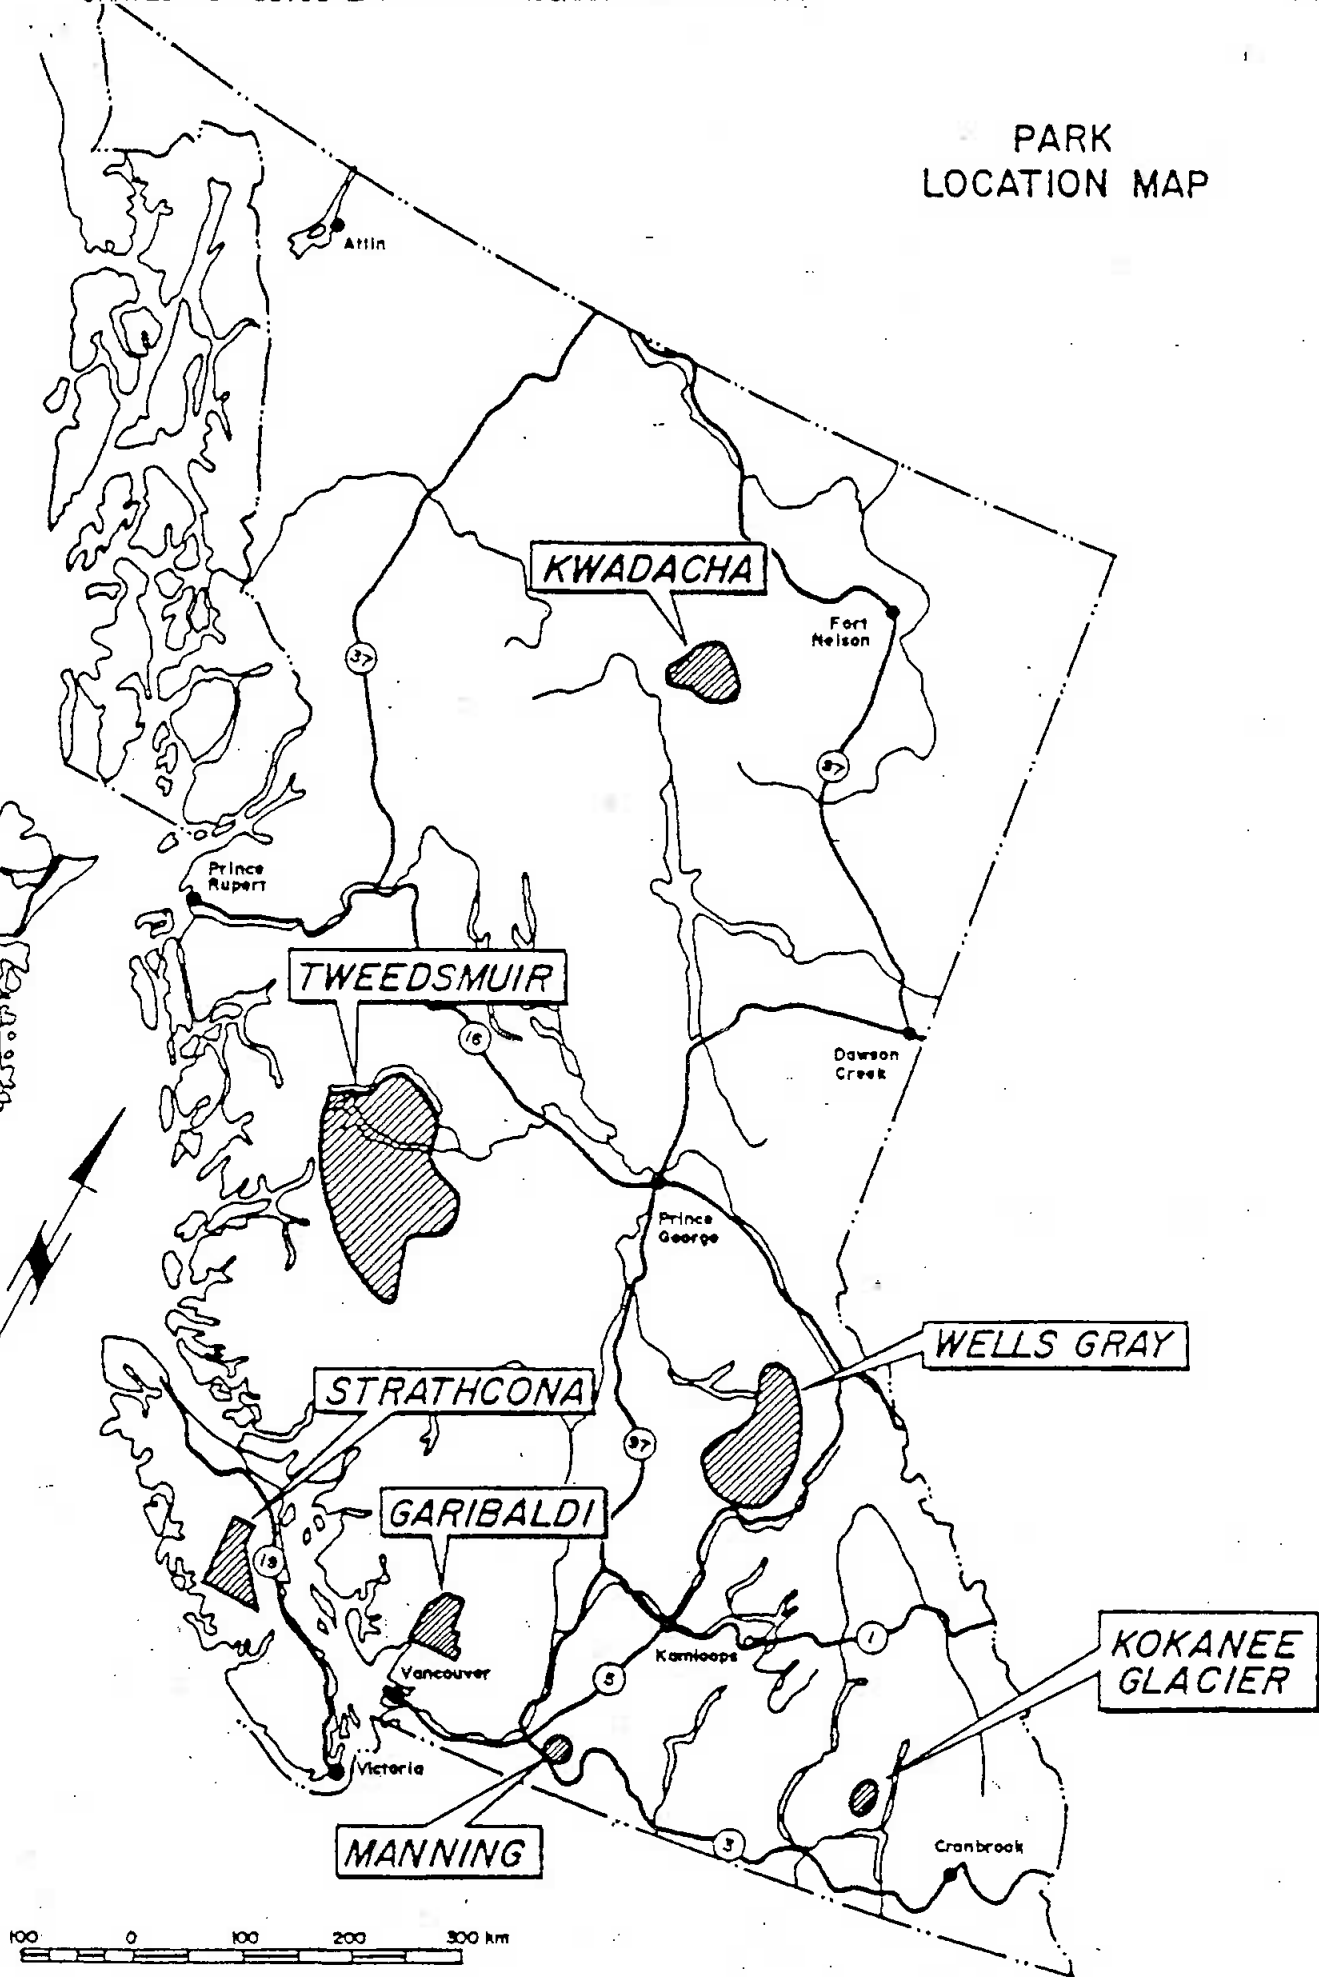 PARK
LOCATION MAP
Atlin
KWADACHA
Fort
Nelson
37
97
Prince
Rupert
TWEEDSMUIR
16
Dawson
Creek
Prince
George
WELLS GRAY
STRATHCONA
97
GARIBALDI
19
1
KOKANEE
GLACIER
Kamloops
Vancouver
5
Victoria
MANNING
3
Cranbrook
100 0 100 200 300 km